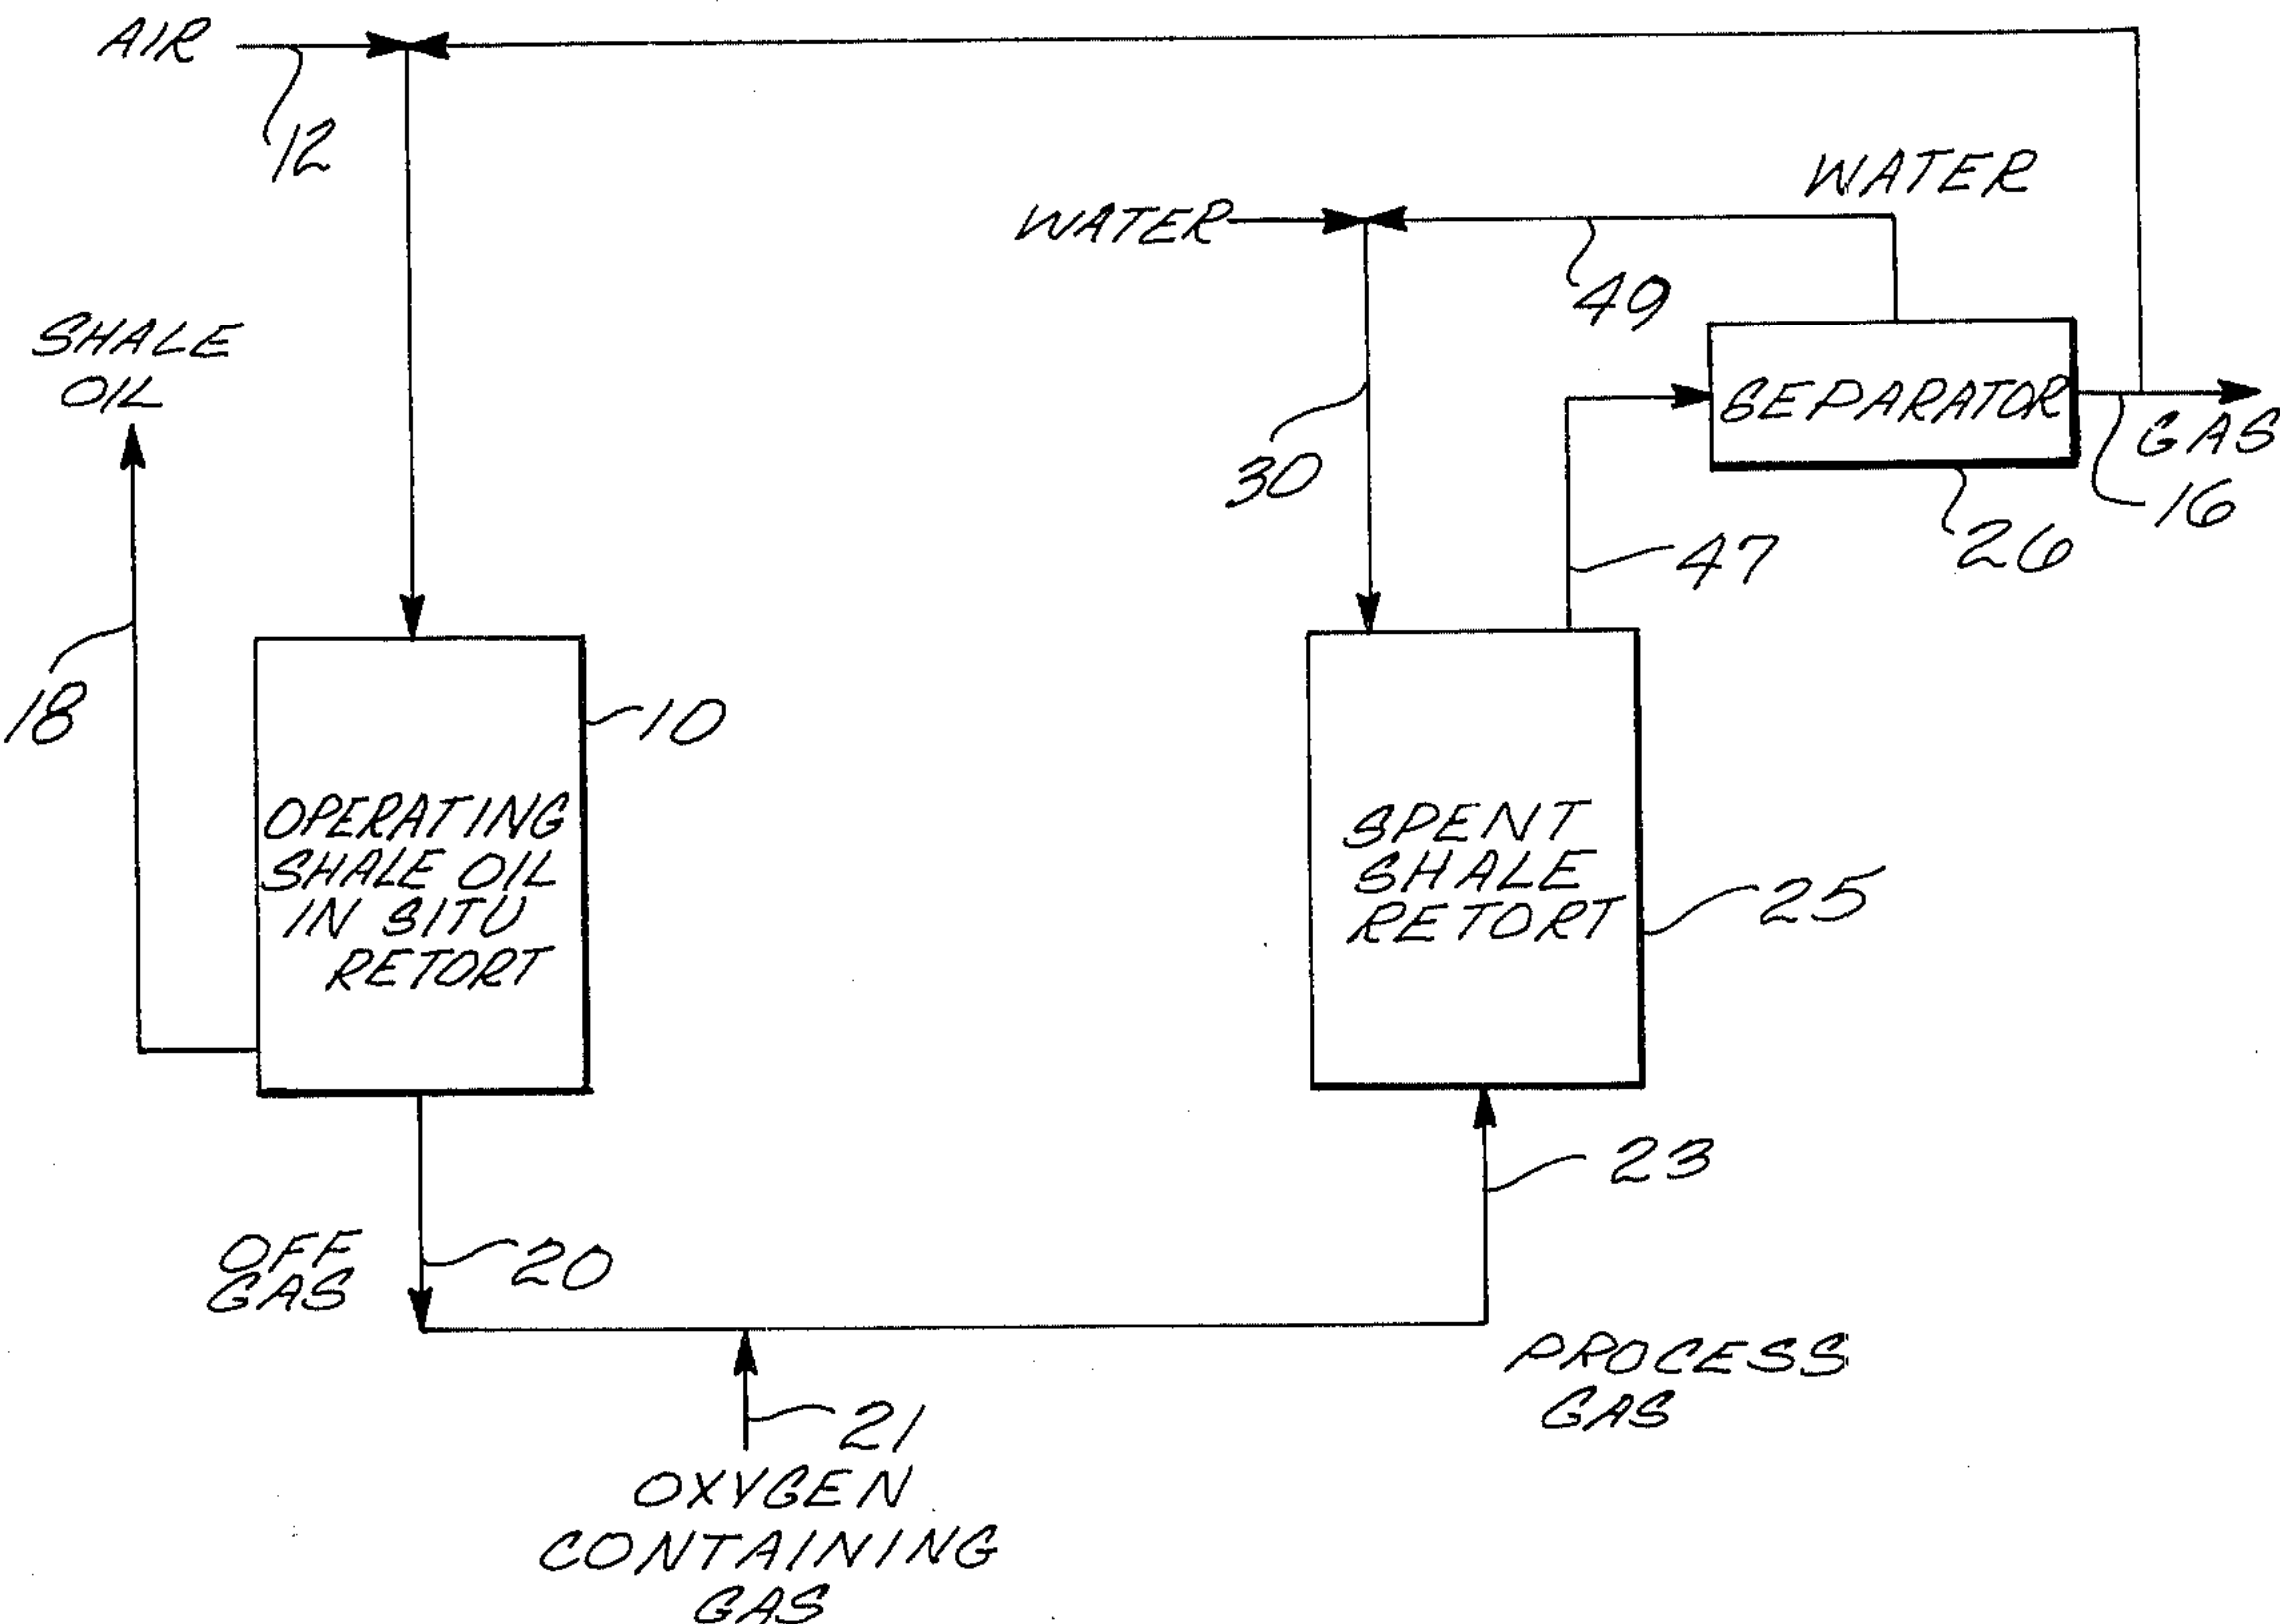 AIR
12
WATER
WATER
49
SHALE
OIL
SEPARATOR
GAS
30
16
26
47
18
10
OPERATING
SHALE OIL
IN SITU
RETORT
SPENT
SHALE
RETORT
25
23
OFF
GAS
20
PROCESS
GAS
21
OXYGEN
CONTAINING
GAS